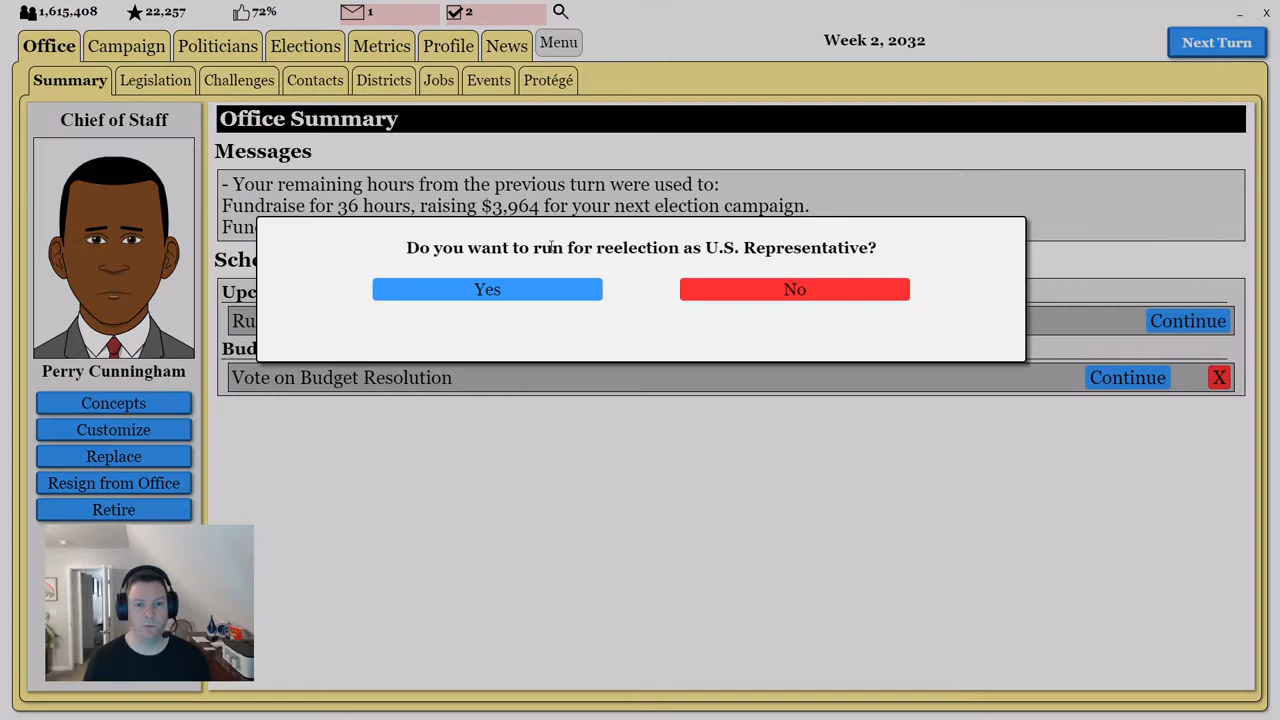 1,615,408 22,257 72% 1 2
_ x
Office Campaign Politicians Elections Metrics Profile News Menu
Week 2, 2032
Next Turn
Summary Legislation Challenges Contacts Districts Jobs Events Protégé
Chief of Staff
Perry Cunningham
Concepts
Customize
Replace
Resign from Office
Retire
Office Summary
Messages
- Your remaining hours from the previous turn were used to:
Fundraise for 36 hours, raising $3,964 for your next election campaign.
Do you want to run for reelection as U.S. Representative?
Yes No
Continue
Vote on Budget Resolution Continue X